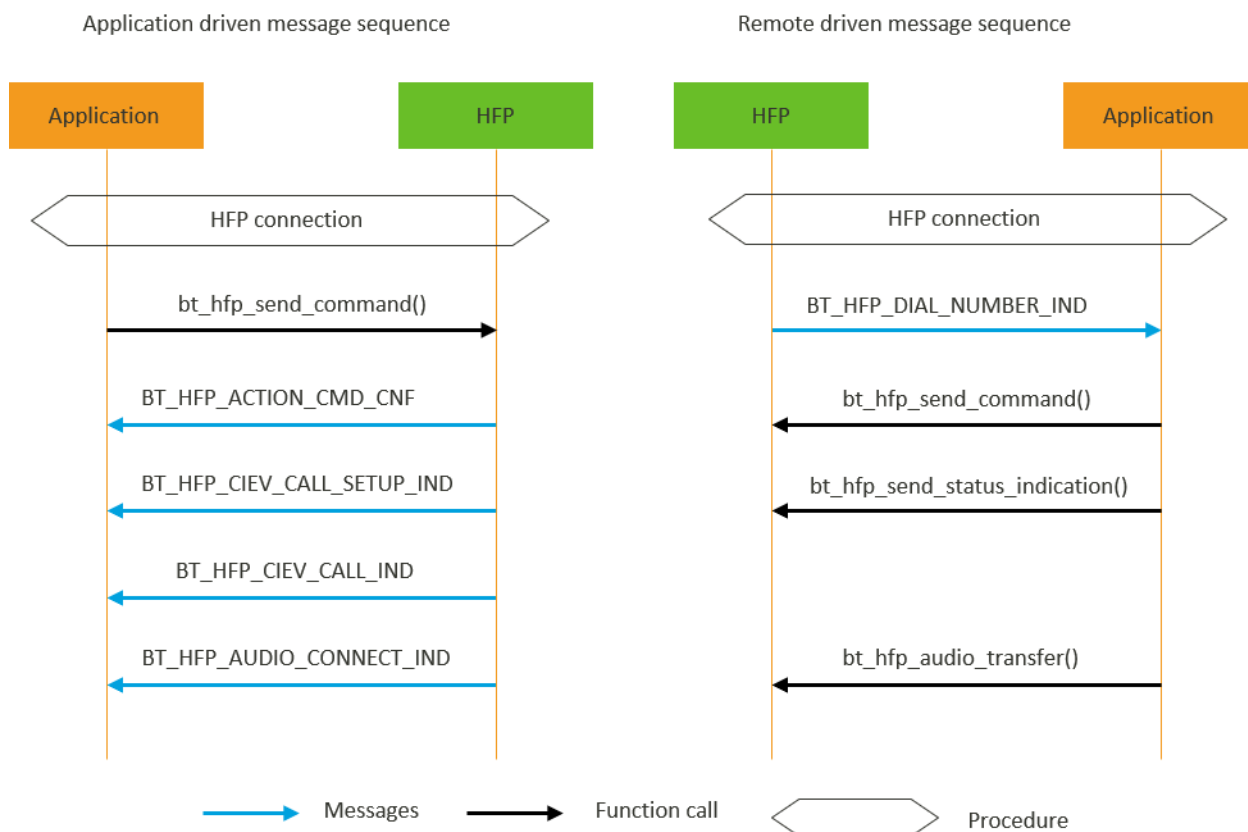 Application driven message sequence
Remote driven message sequence
Application
HFP
HFP
Application
HFP connection
HFP connection
bt_hfp_send_command()
BT_HFP_DIAL_NUMBER_IND
BT_HFP_ACTION_CMD_CNF
bt_hfp_send_command()
BT_HFP_CIEV_CALL_SETUP_IND
bt_hfp_send_status_indication()
BT_HFP_CIEV_CALL_IND
BT_HFP_AUDIO_CONNECT_IND
bt_hfp_audio_transfer()
Messages
Function call
Procedure